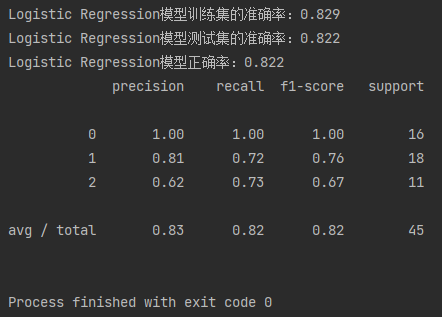 Logistic Regression模型训练集的准确率：0.829
Logistic Regression模型测试集的准确率：0.822
Logistic Regression模型正确率：0.822
precision recall f1-score support
0 1.00 1.00 1.00 16
1 0.81 0.72 0.76 18
2 0.62 0.73 0.67 11
avg / total 0.83 0.82 0.82 45
Process finished with exit code 0